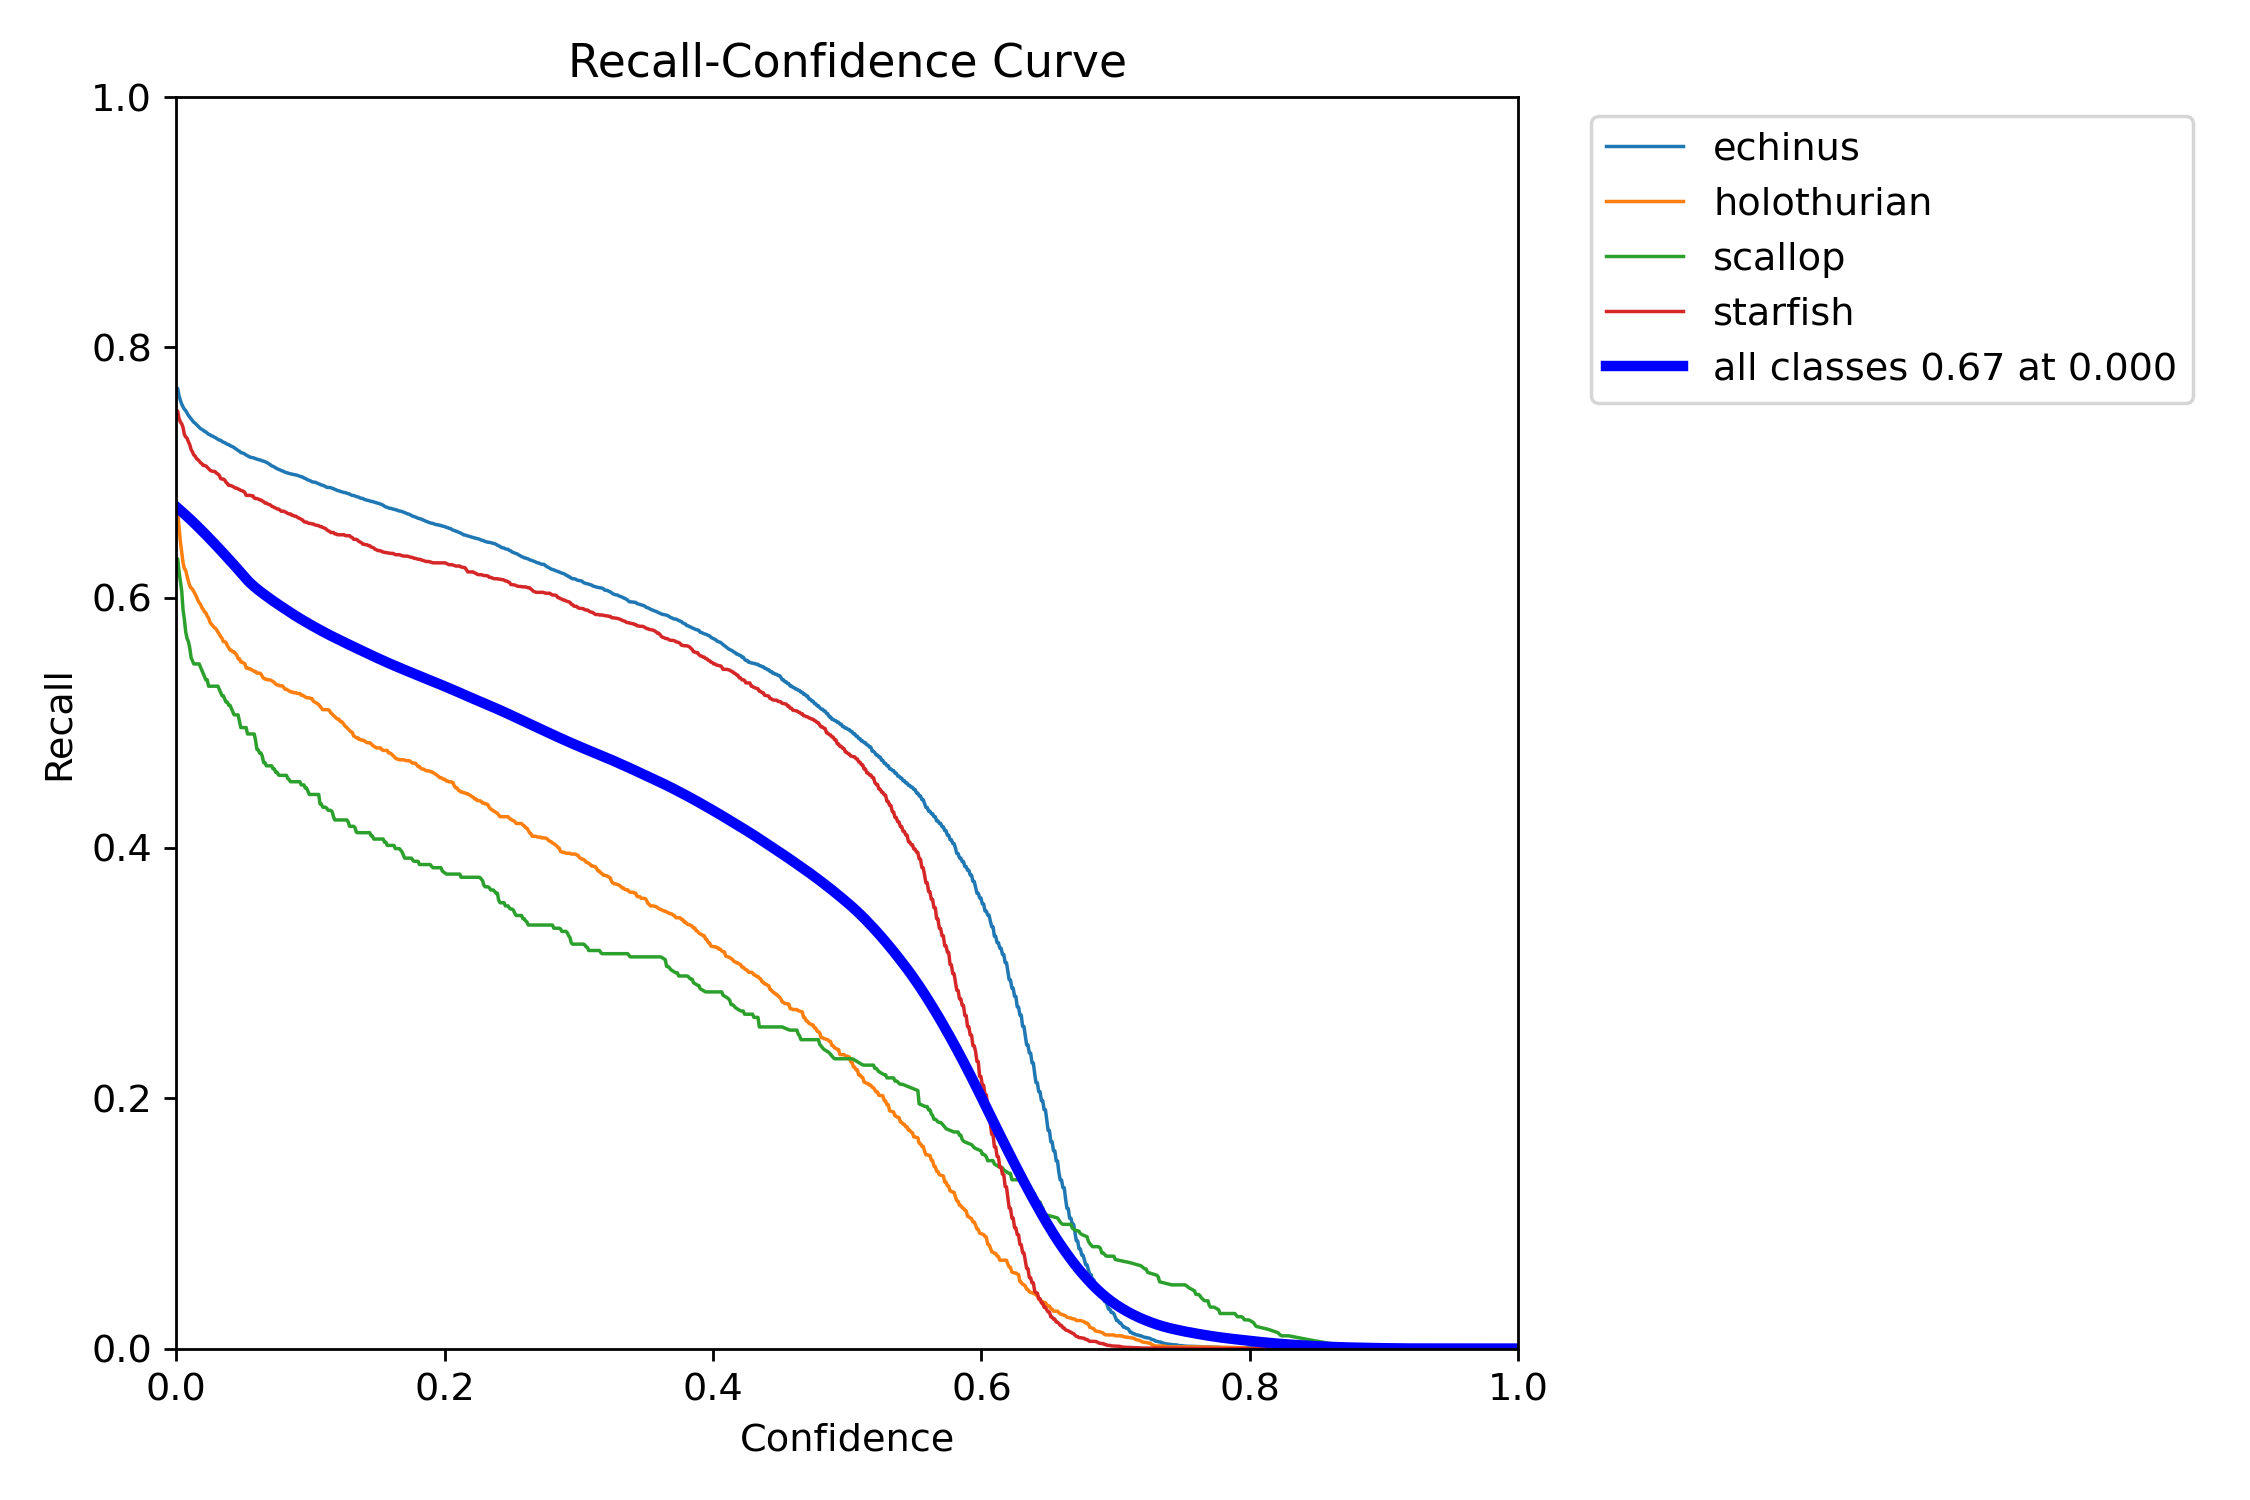 Recall-Confidence Curve
1.0
0.8
0.6
0.4
0.2
0.0
Recall
0.0 0.2 0.4 0.6 0.8 1.0
Confidence
echinus
holothurian
scallop
starfish
all classes 0.67 at 0.000